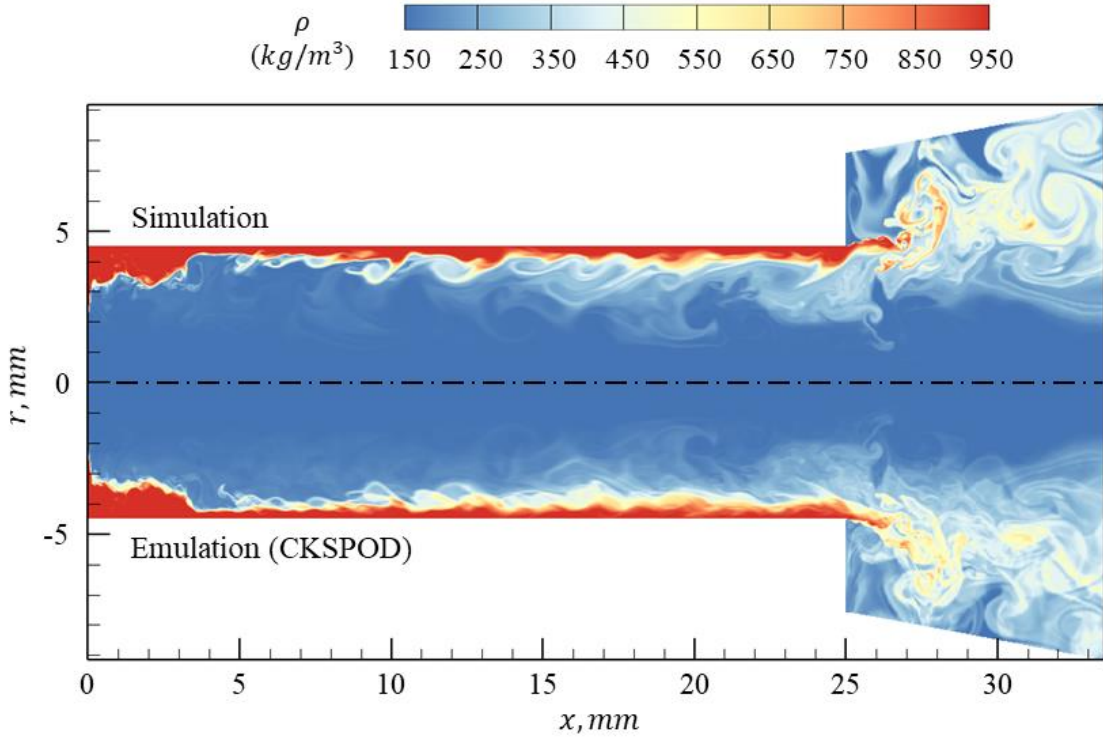 ρ
(kg/m³)
150 250 350 450 550 650 750 850 950
Simulation
5
r, mm
0
-5
Emulation (CKSPOD)
0 5 10 15 20 25 30
x, mm